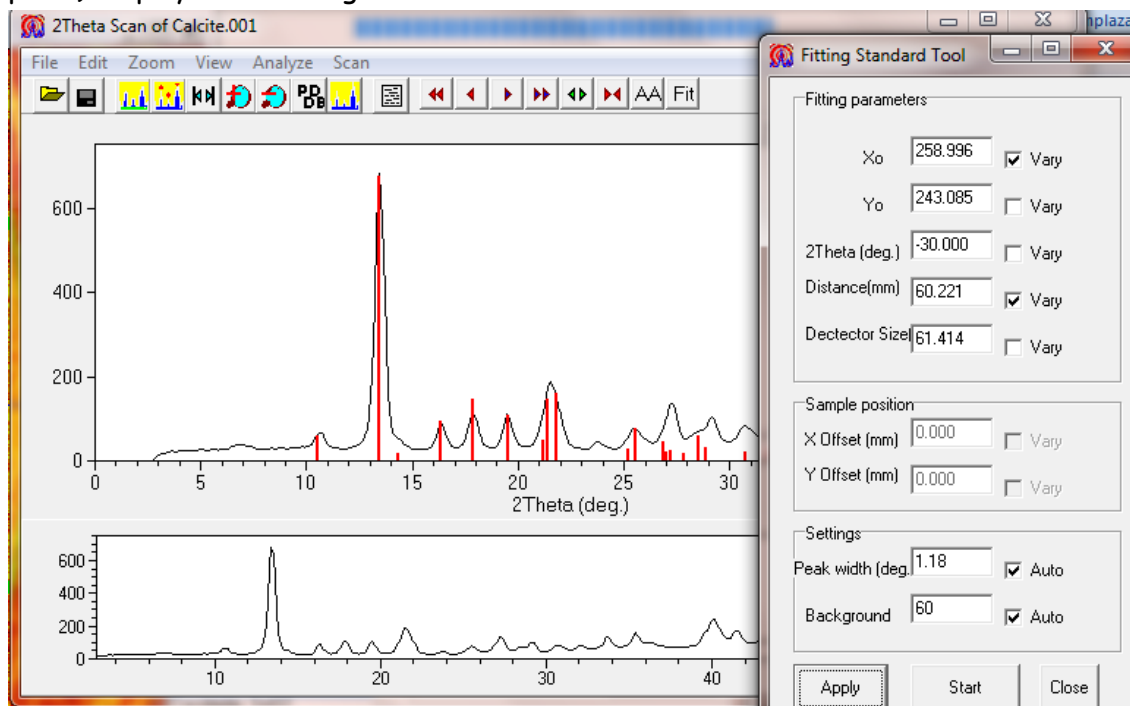 2Theta Scan of Calcite.001
File Edit Zoom View Analyze Scan
AA Fit
600
400
200
0
0 5 10 15 20 25 30
2Theta (deg.)
600
400
200
0
10 20 30 40
Fitting Standard Tool
Fitting parameters
Xo 258.996 Vary
Yo 243.085 Vary
2Theta (deg.) -30.000 Vary
Distance(mm) 60.221 Vary
Dectector Size 61.414 Vary
Sample position
X Offset (mm) 0.000 Vary
Y Offset (mm) 0.000 Vary
Settings
Peak width (deg. 1.18 Auto
Background 60 Auto
Apply Start Close